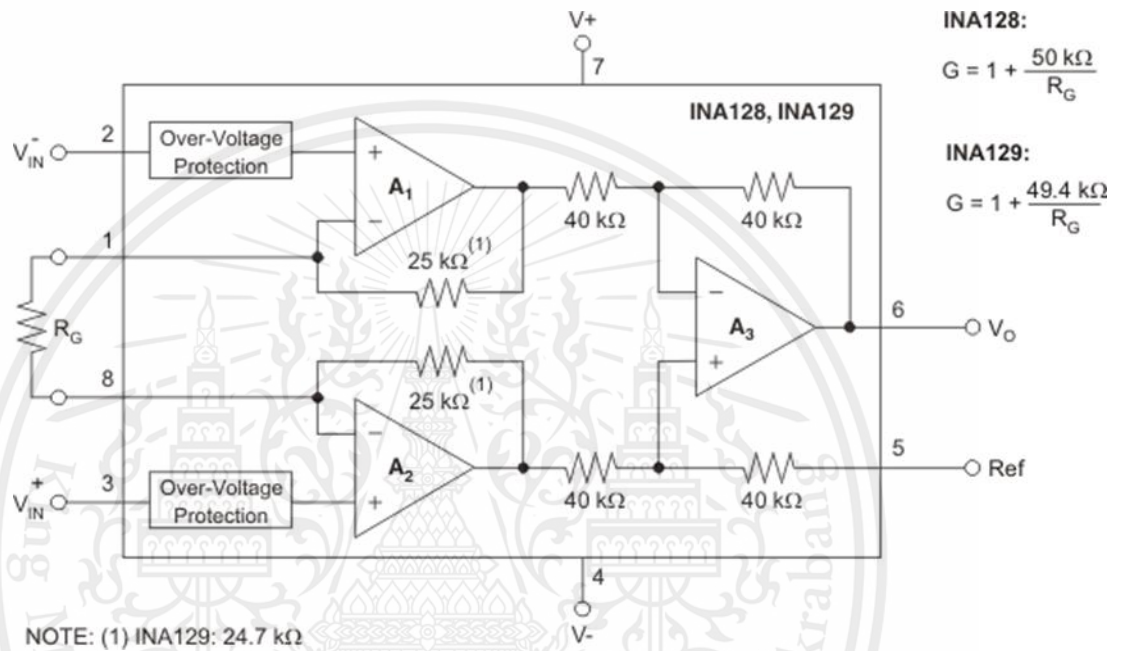 V+
7
INA128:
G = 1 + 50 kΩ / R_G
INA128, INA129
INA129:
G = 1 + 49.4 kΩ / R_G
V_IN^-
2
Over-Voltage
Protection
+
A1
−
40 kΩ
40 kΩ
1
25 kΩ(1)
R_G
−
A3
+
6
V_O
8
25 kΩ(1)
−
A2
+
40 kΩ
40 kΩ
5
Ref
V_IN^+
3
Over-Voltage
Protection
4
V-
NOTE: (1) INA129: 24.7 kΩ
King M
krabang